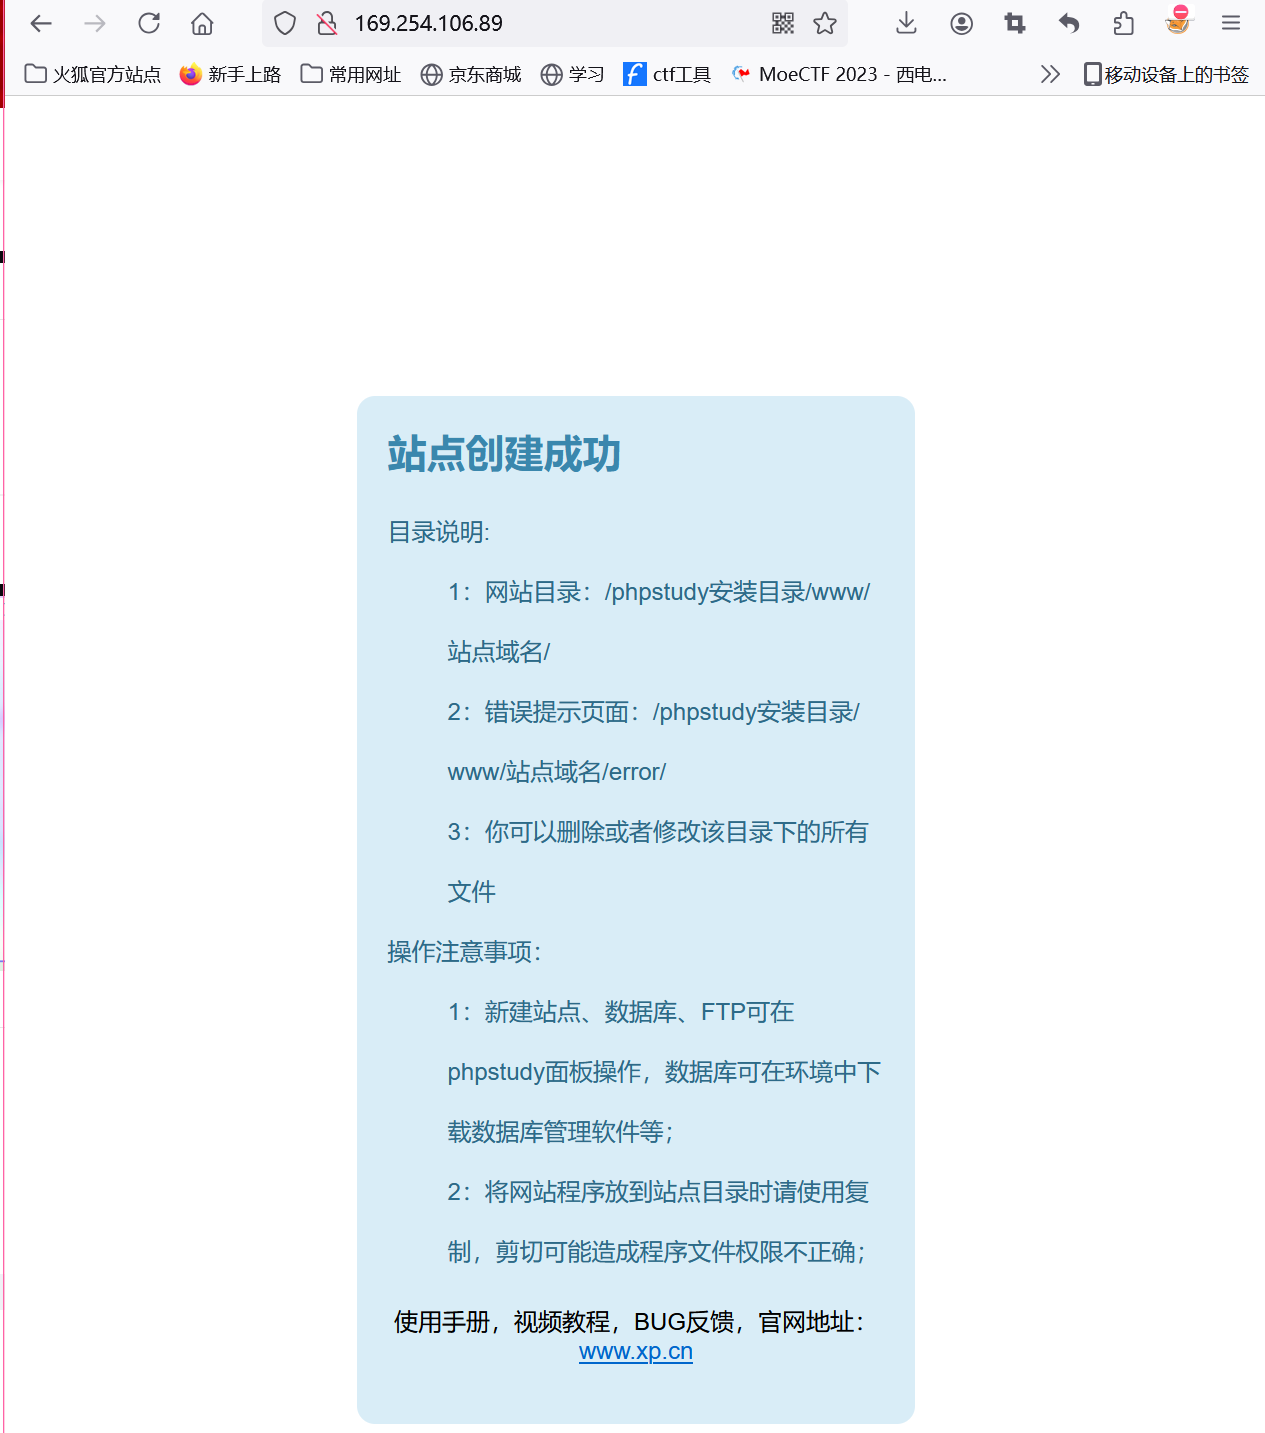 169.254.106.89
火狐官方站点 新手上路 常用网址 京东商城 学习 ctf工具 MoeCTF 2023 - 西电... 移动设备上的书签
站点创建成功
目录说明:
1：网站目录：/phpstudy安装目录/www/
站点域名/
2：错误提示页面：/phpstudy安装目录/
www/站点域名/error/
3：你可以删除或者修改该目录下的所有
文件
操作注意事项：
1：新建站点、数据库、FTP可在
phpstudy面板操作，数据库可在环境中下
载数据库管理软件等；
2：将网站程序放到站点目录时请使用复
制，剪切可能造成程序文件权限不正确；
使用手册，视频教程，BUG反馈，官网地址：
www.xp.cn